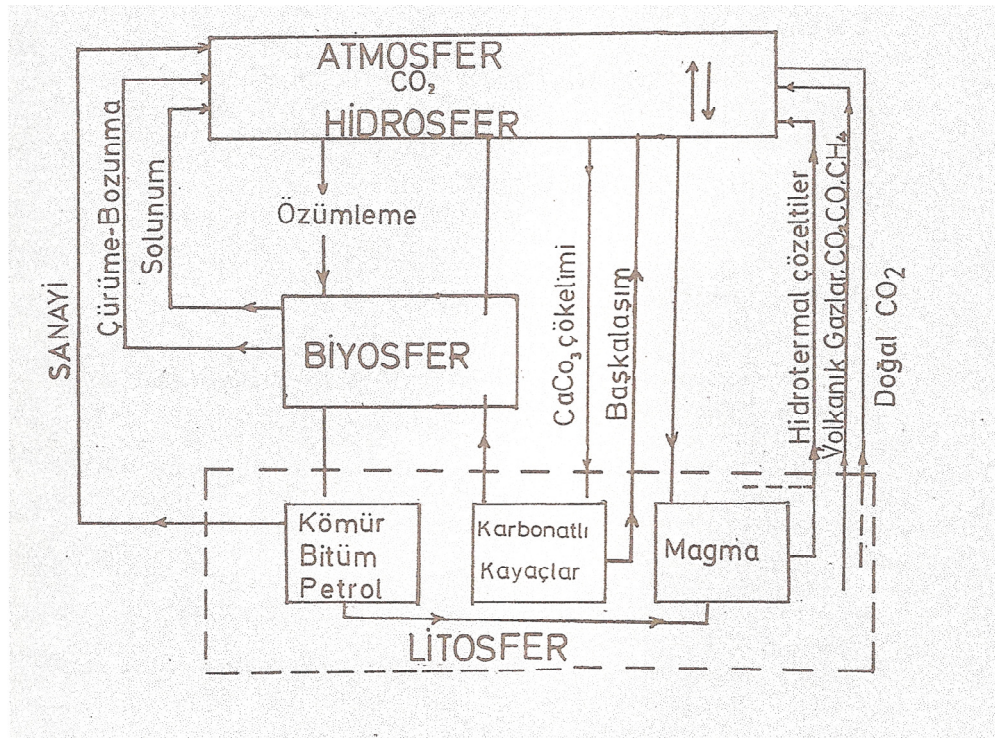 ATMOSFER
CO₂
HİDROSFER
Özümleme
BİYOSFER
SANAYİ
Çürüme-Bozunma
Solunum
CaCo₃ çökelimi
Başkalaşım
Hidrotermal çözeltiler
Volkanik Gazlar, CO₂, CO, CH₄
Doğal CO₂
Kömür
Bitüm
Petrol
Karbonatlı
Kayaçlar
Magma
LİTOSFER